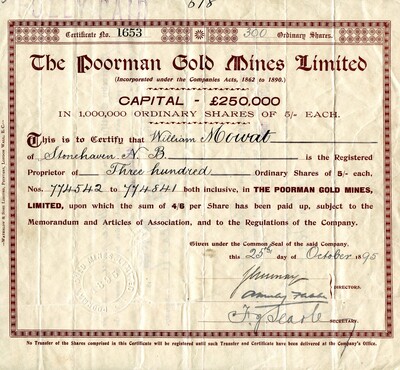 FULLY PAID
618
Certificate No. 1653
300 Ordinary Shares.
The Poorman Gold Mines Limited
(Incorporated under the Companies Acts, 1862 to 1890.)
CAPITAL - £250,000
IN 1,000,000 ORDINARY SHARES OF 5/- EACH.
This is to Certify that William Mowat
of Stonehaven N. B. is the Registered
Proprietor of Three hundred Ordinary Shares of 5/- each.
Nos. 774542 to 774841 both inclusive, in THE POORMAN GOLD MINES,
LIMITED, upon which the sum of 4/6 per Share has been paid up, subject to the
Memorandum and Articles of Association, and to the Regulations of the Company.
Given under the Common Seal of the said Company.
this 25th day of October 1895
DIRECTORS.
F. J. Searle
SECRETARY.
No Transfer of the Shares comprised in this Certificate will be registered until such Transfer and Certificate have been delivered at the Company's Office.